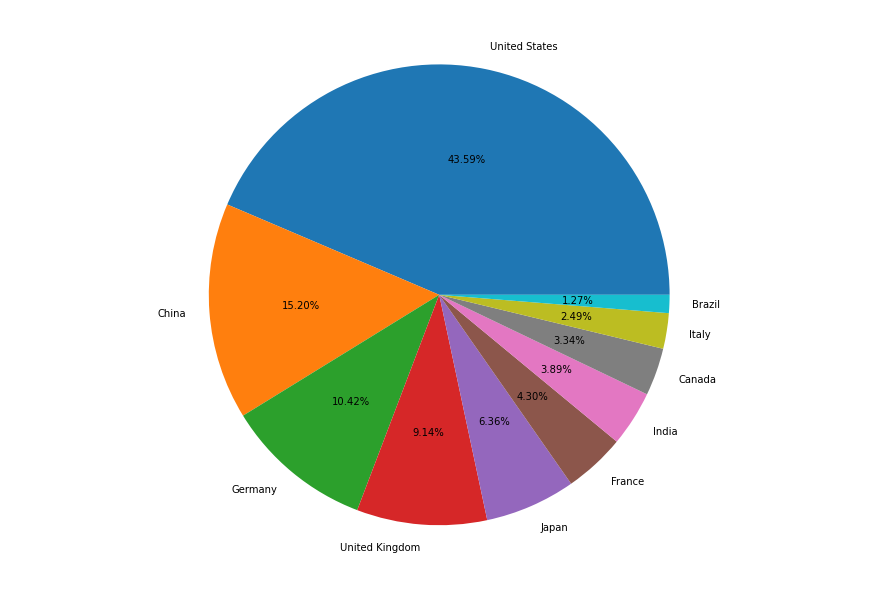 United States
43.59%
China
15.20%
Germany
10.42%
United Kingdom
9.14%
Japan
6.36%
France
4.30%
India
3.89%
Canada
3.34%
Italy
2.49%
Brazil
1.27%